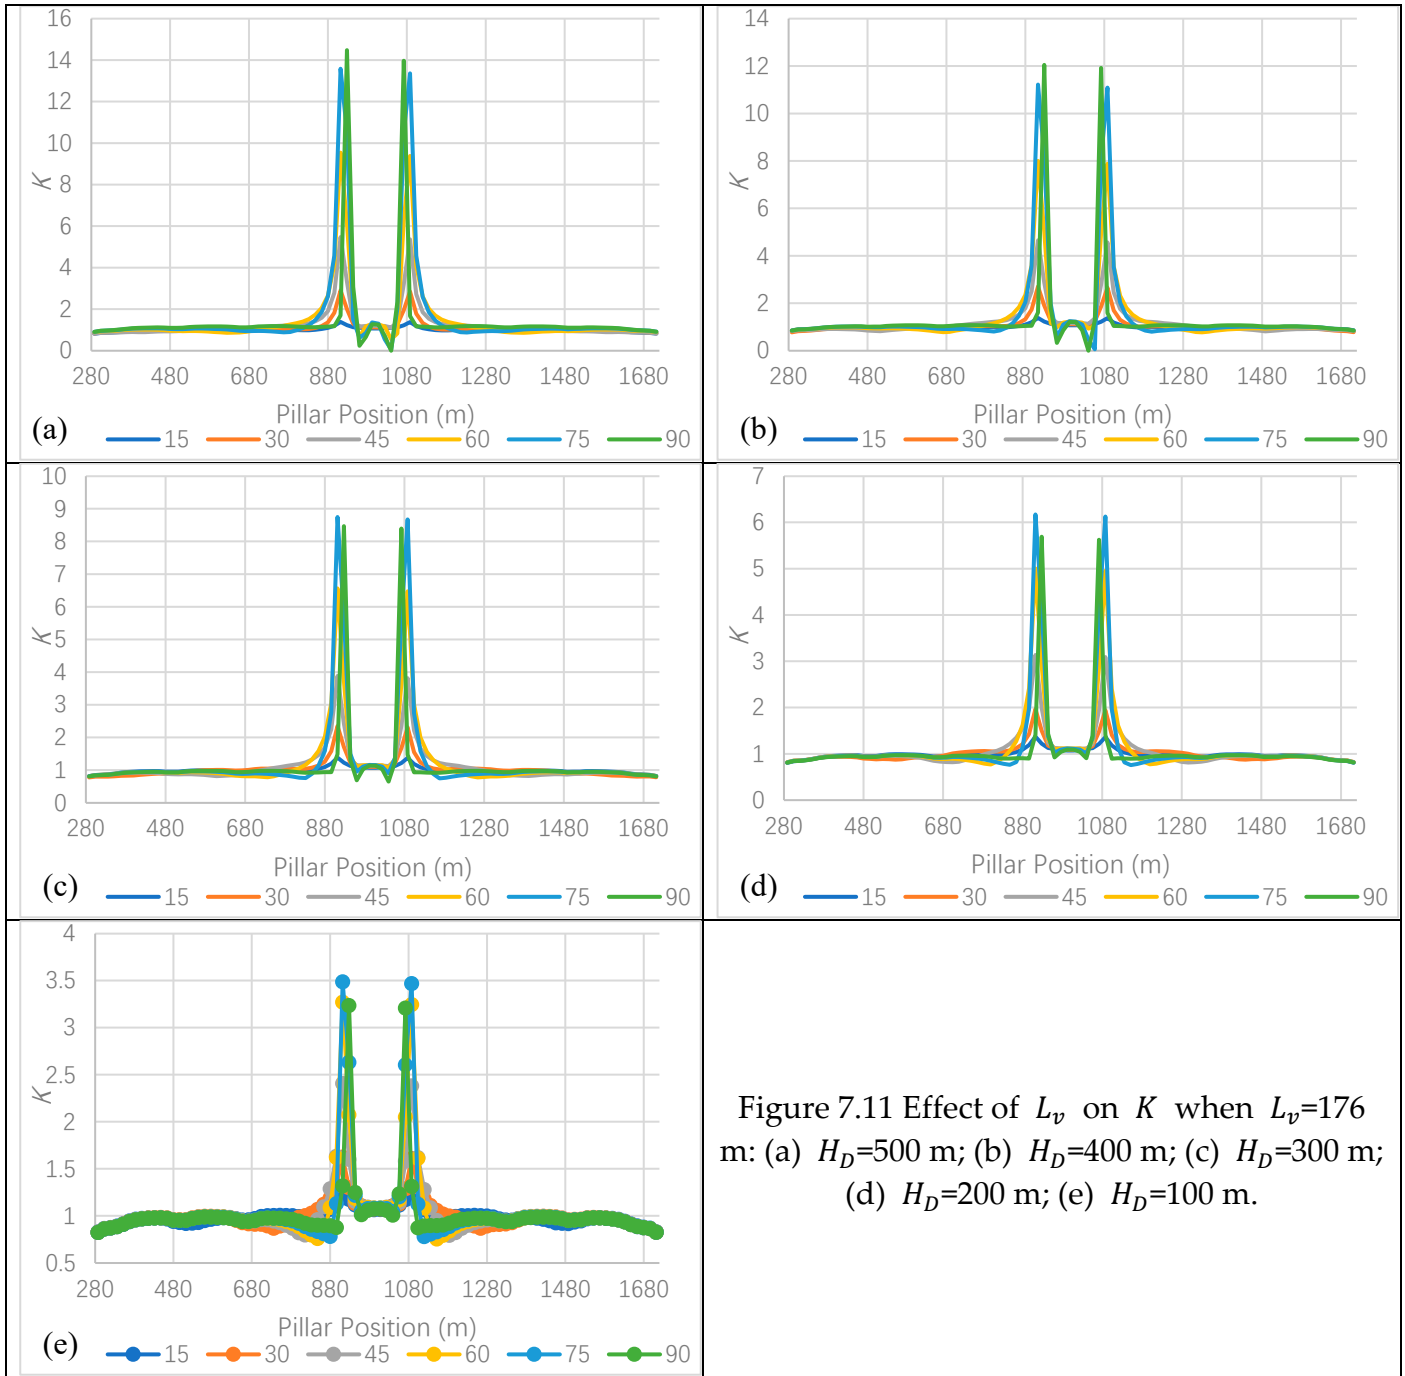 16
14
12
10
8
6
4
2
0
K
280 480 680 880 1080 1280 1480 1680
Pillar Position (m)
(a)
15 30 45 60 75 90
14
12
10
8
6
4
2
0
K
280 480 680 880 1080 1280 1480 1680
Pillar Position (m)
(b)
15 30 45 60 75 90
10
9
8
7
6
5
4
3
2
1
0
K
280 480 680 880 1080 1280 1480 1680
Pillar Position (m)
(c)
15 30 45 60 75 90
7
6
5
4
3
2
1
0
K
280 480 680 880 1080 1280 1480 1680
Pillar Position (m)
(d)
15 30 45 60 75 90
4
3.5
3
2.5
2
1.5
1
0.5
K
280 480 680 880 1080 1280 1480 1680
Pillar Position (m)
(e)
15 30 45 60 75 90
Figure 7.11 Effect of L_v on K when L_v=176
m: (a) H_D=500 m; (b) H_D=400 m; (c) H_D=300 m;
(d) H_D=200 m; (e) H_D=100 m.